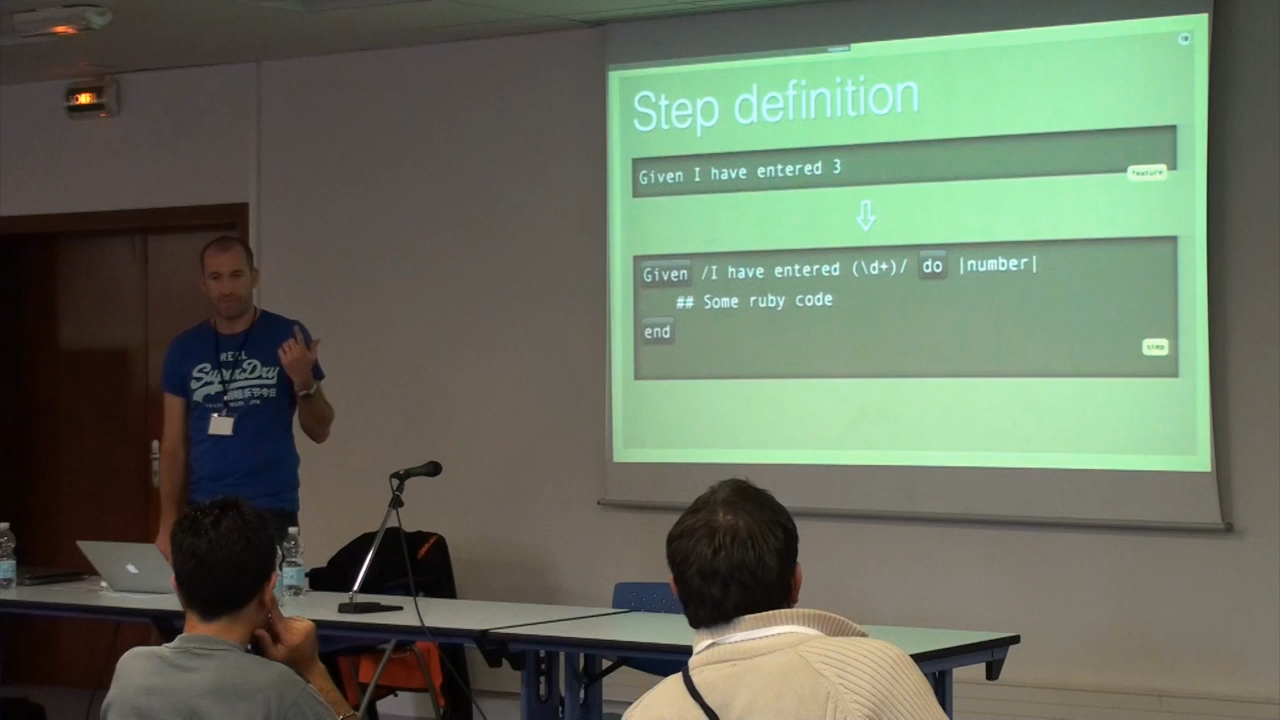 18
Step definition
Given I have entered 3
feature
Given /I have entered (\d+)/ do |number|
## Some ruby code
end
step
REAL
SuperDry